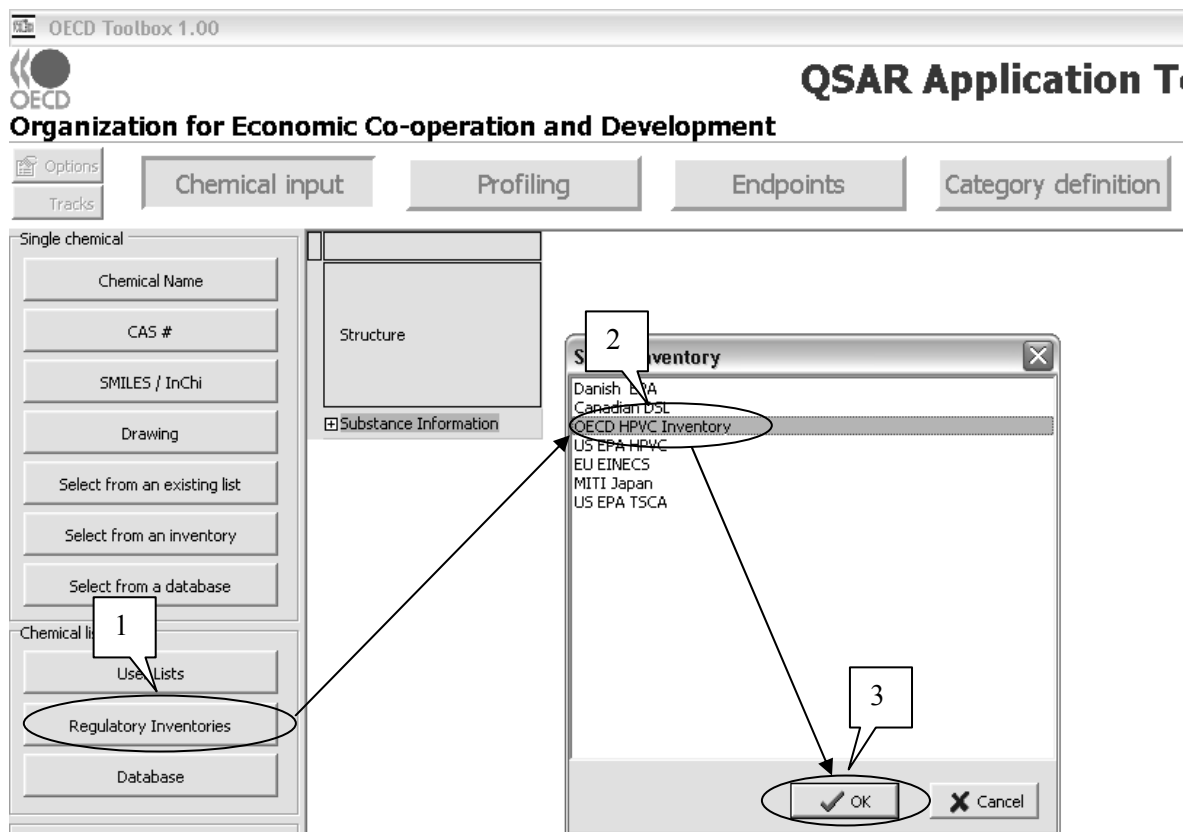 OECD Toolbox 1.00
OECD
QSAR Application T
Organization for Economic Co-operation and Development
Options
Tracks
Chemical input
Profiling
Endpoints
Category definition
Single chemical
Chemical Name
CAS #
SMILES / InChi
Drawing
Select from an existing list
Select from an inventory
Select from a database
Chemical li
1
User Lists
Regulatory Inventories
Database
Structure
Substance Information
2
S ventory
Danish EPA
Canadian DSL
OECD HPVC Inventory
US EPA HPVC
EU EINECS
MITI Japan
US EPA TSCA
3
OK
Cancel